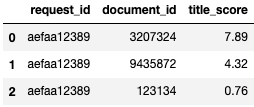 request_id document_id title_score
0 aefaa12389 3207324 7.89
1 aefaa12389 9435872 4.32
2 aefaa12389 123134 0.76